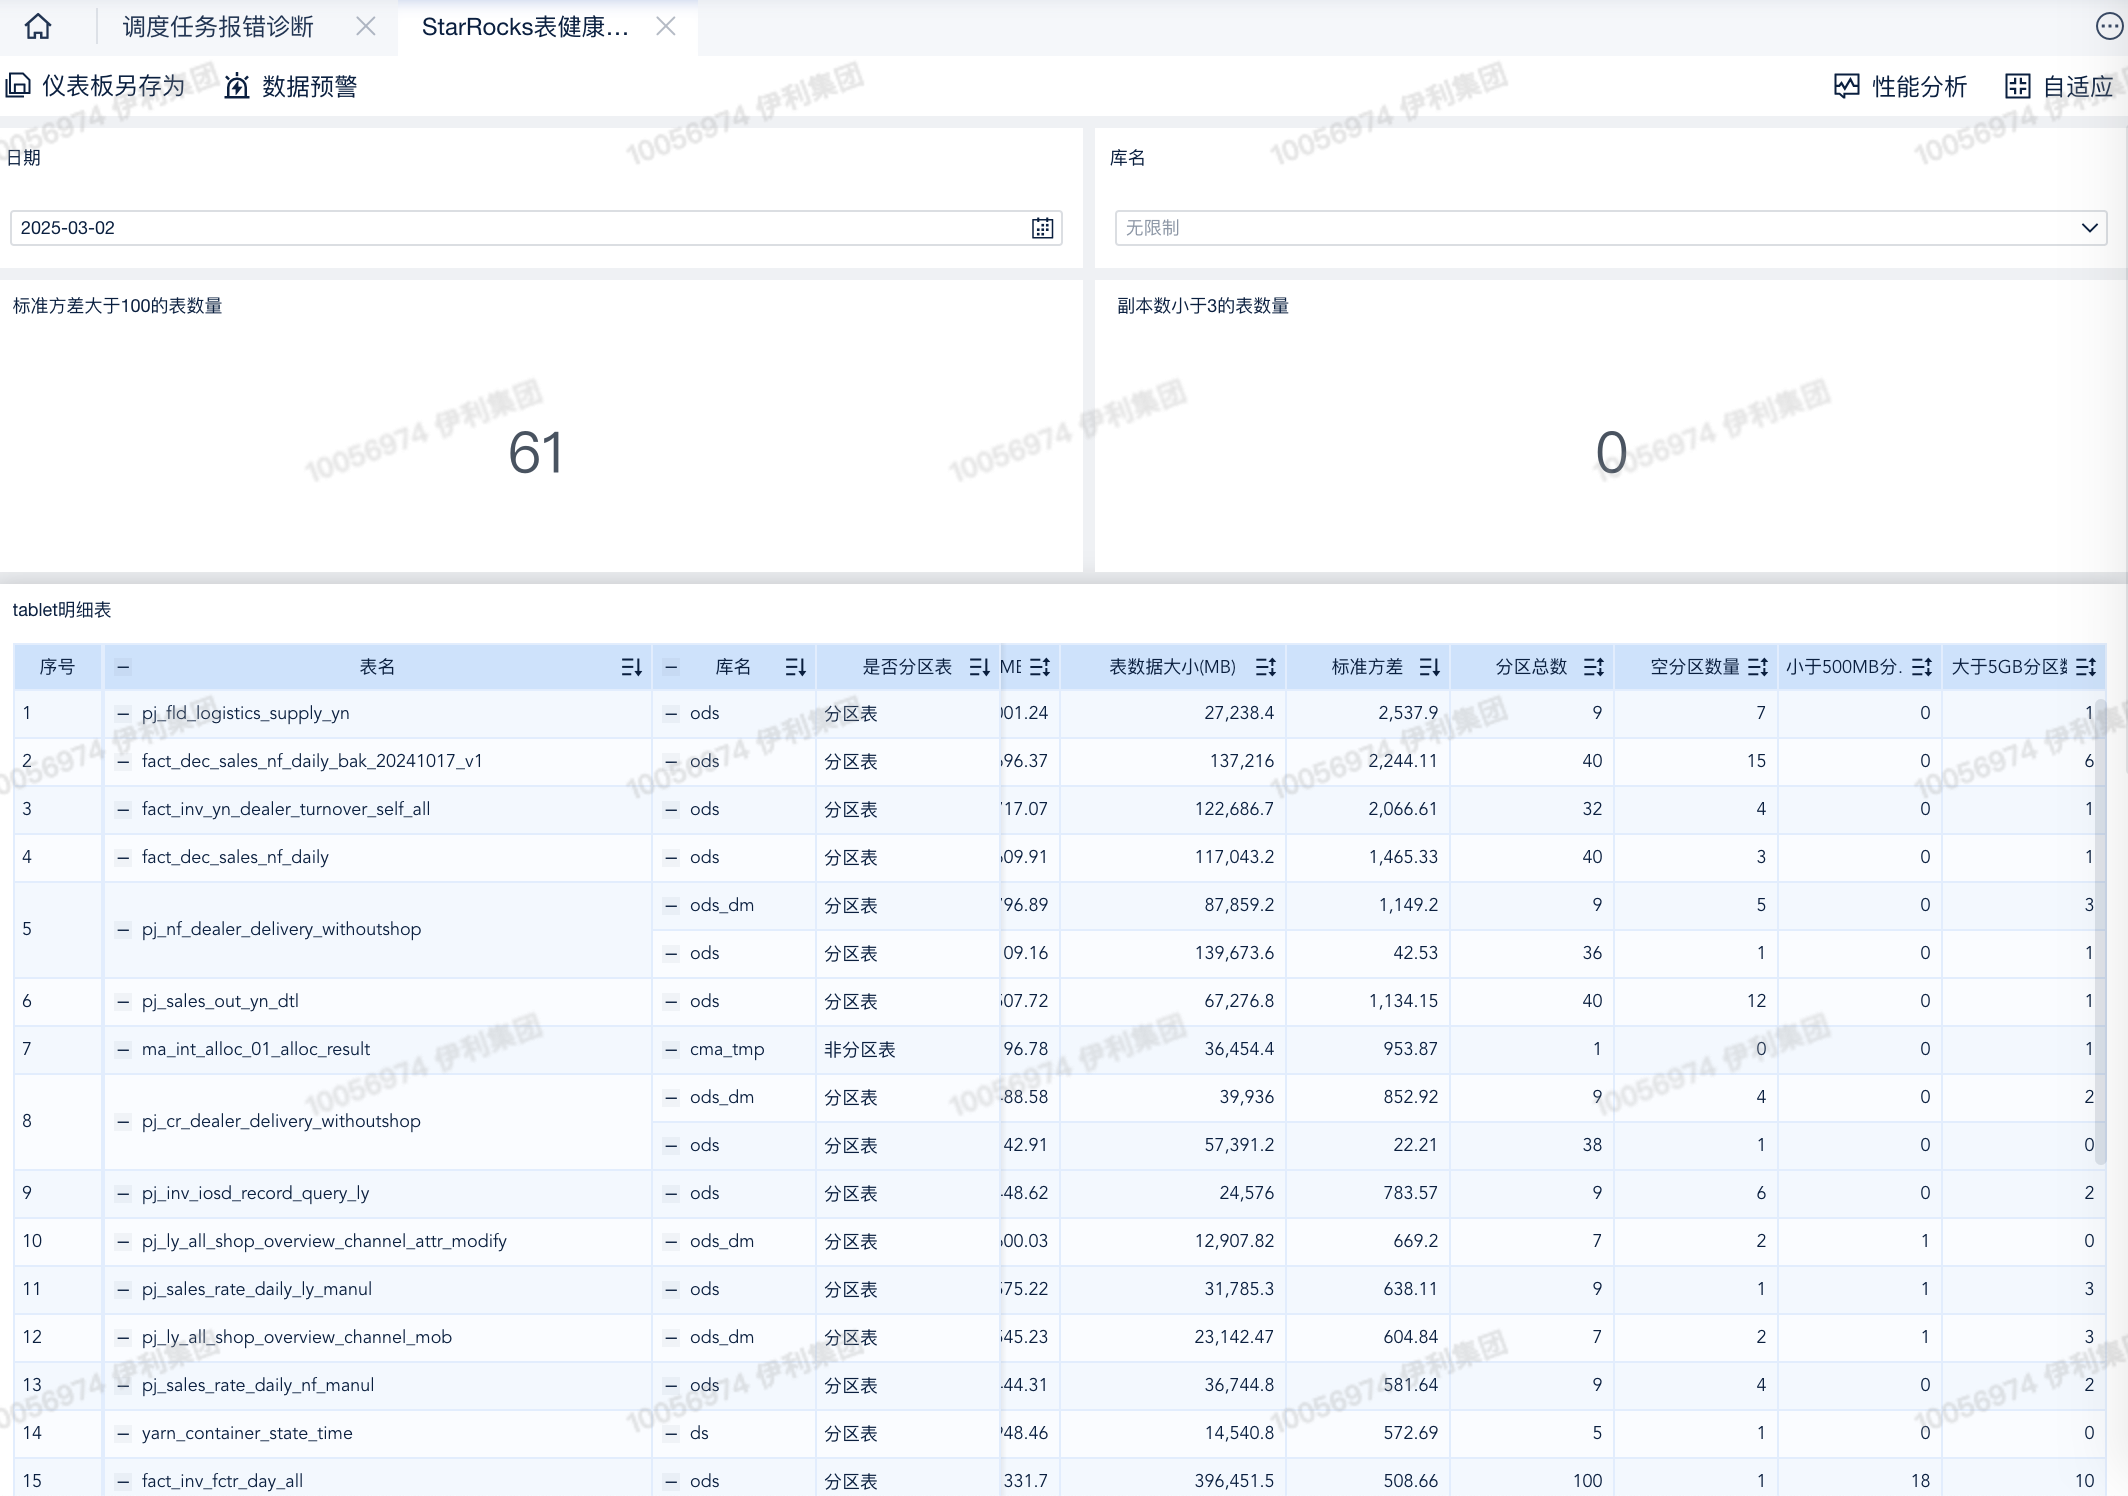 调度任务报错诊断 StarRocks表健康...
仪表板另存为 数据预警 性能分析 自适应
日期 库名
2025-03-02 无限制
标准方差大于100的表数量 副本数小于3的表数量
61 0
tablet明细表
序号 表名 库名 是否分区表 表数据大小(MB) 标准方差 分区总数 空分区数量 小于500MB分. 大于5GB分区
1 pj_fld_logistics_supply_yn ods 分区表 01.24 27,238.4 2,537.9 9 7 0 1
2 fact_dec_sales_nf_daily_bak_20241017_v1 ods 分区表 96.37 137,216 2,244.11 40 15 0 6
3 fact_inv_yn_dealer_turnover_self_all ods 分区表 17.07 122,686.7 2,066.61 32 4 0 1
4 fact_dec_sales_nf_daily ods 分区表 09.91 117,043.2 1,465.33 40 3 0 1
5 pj_nf_dealer_delivery_withoutshop ods_dm 分区表 96.89 87,859.2 1,149.2 9 5 0 3
ods 分区表 09.16 139,673.6 42.53 36 1 0 1
6 pj_sales_out_yn_dtl ods 分区表 07.72 67,276.8 1,134.15 40 12 0 1
7 ma_int_alloc_01_alloc_result cma_tmp 非分区表 96.78 36,454.4 953.87 1 0 0 1
8 pj_cr_dealer_delivery_withoutshop ods_dm 分区表 88.58 39,936 852.92 9 4 0 2
ods 分区表 42.91 57,391.2 22.21 38 1 0 0
9 pj_inv_iosd_record_query_ly ods 分区表 48.62 24,576 783.57 9 6 0 2
10 pj_ly_all_shop_overview_channel_attr_modify ods_dm 分区表 00.03 12,907.82 669.2 7 2 1 0
11 pj_sales_rate_daily_ly_manul ods 分区表 75.22 31,785.3 638.11 9 1 1 3
12 pj_ly_all_shop_overview_channel_mob ods_dm 分区表 45.23 23,142.47 604.84 7 2 1 3
13 pj_sales_rate_daily_nf_manul ods 分区表 44.31 36,744.8 581.64 9 4 0 2
14 yarn_container_state_time ds 分区表 48.46 14,540.8 572.69 5 1 0 0
15 fact_inv_fctr_day_all ods 分区表 331.7 396,451.5 508.66 100 1 18 10
10056974 伊利集团